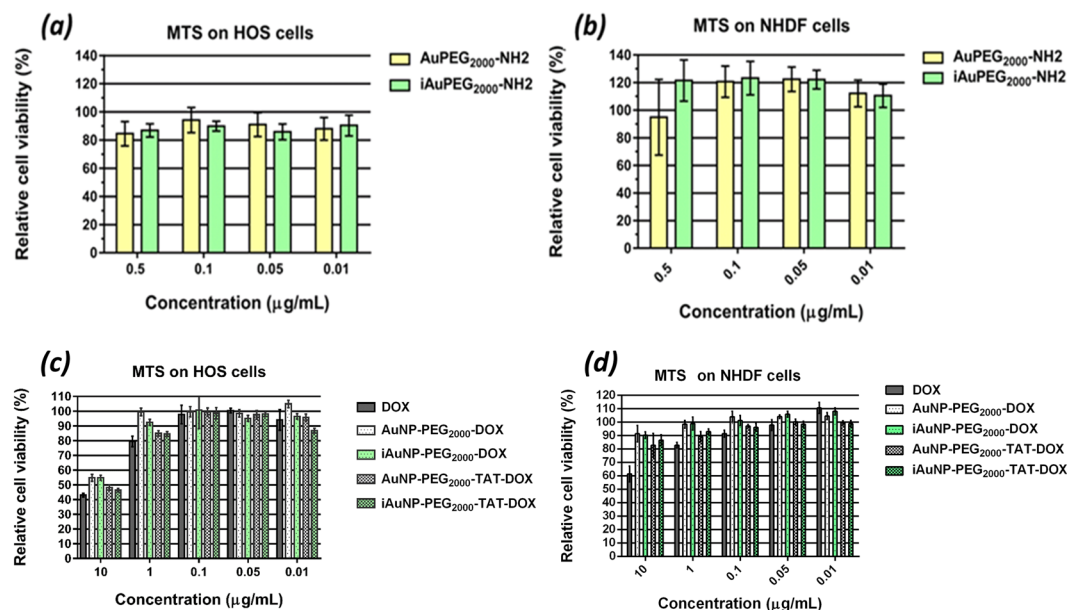 (a)
MTS on HOS cells
Relative cell viability (%)
140
120
100
80
60
40
20
0
0.5 0.1 0.05 0.01
Concentration (μg/mL)
AuPEG2000-NH2
iAuPEG2000-NH2
(b)
MTS on NHDF cells
Relative cell viability (%)
140
120
100
80
60
40
20
0
0.5 0.1 0.05 0.01
Concentration (μg/mL)
AuPEG2000-NH2
iAuPEG2000-NH2
(c)
MTS on HOS cells
Relative cell viability (%)
110
100
90
80
70
60
50
40
30
20
10
0
10 1 0.1 0.05 0.01
Concentration (μg/mL)
DOX
AuNP-PEG2000-DOX
iAuNP-PEG2000-DOX
AuNP-PEG2000-TAT-DOX
iAuNP-PEG2000-TAT-DOX
(d)
MTS on NHDF cells
Relative cell viability (%)
120
110
100
90
80
70
60
50
40
30
20
10
0
10 1 0.1 0.05 0.01
Concentration (μg/mL)
DOX
AuNP-PEG2000-DOX
iAuNP-PEG2000-DOX
AuNP-PEG2000-TAT-DOX
iAuNP-PEG2000-TAT-DOX